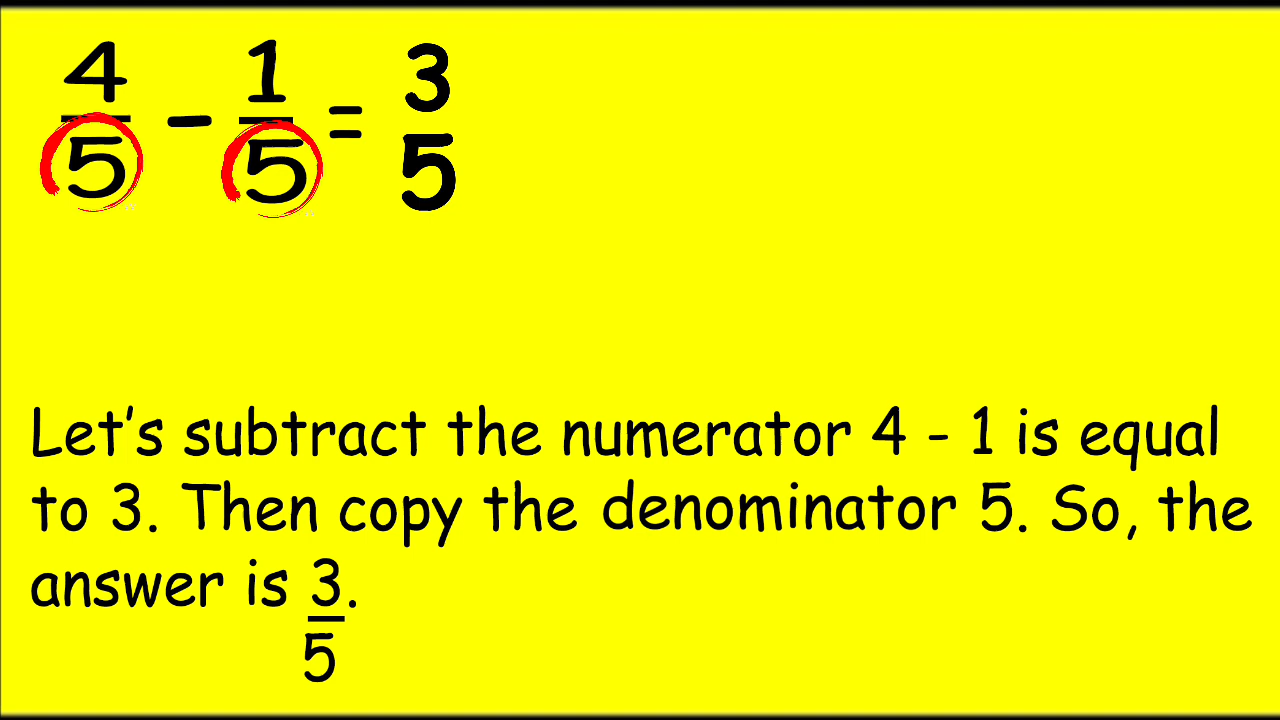 4 1 3
- =
5 5 5
Let's subtract the numerator 4 - 1 is equal
to 3. Then copy the denominator 5. So, the
answer is 3.
5